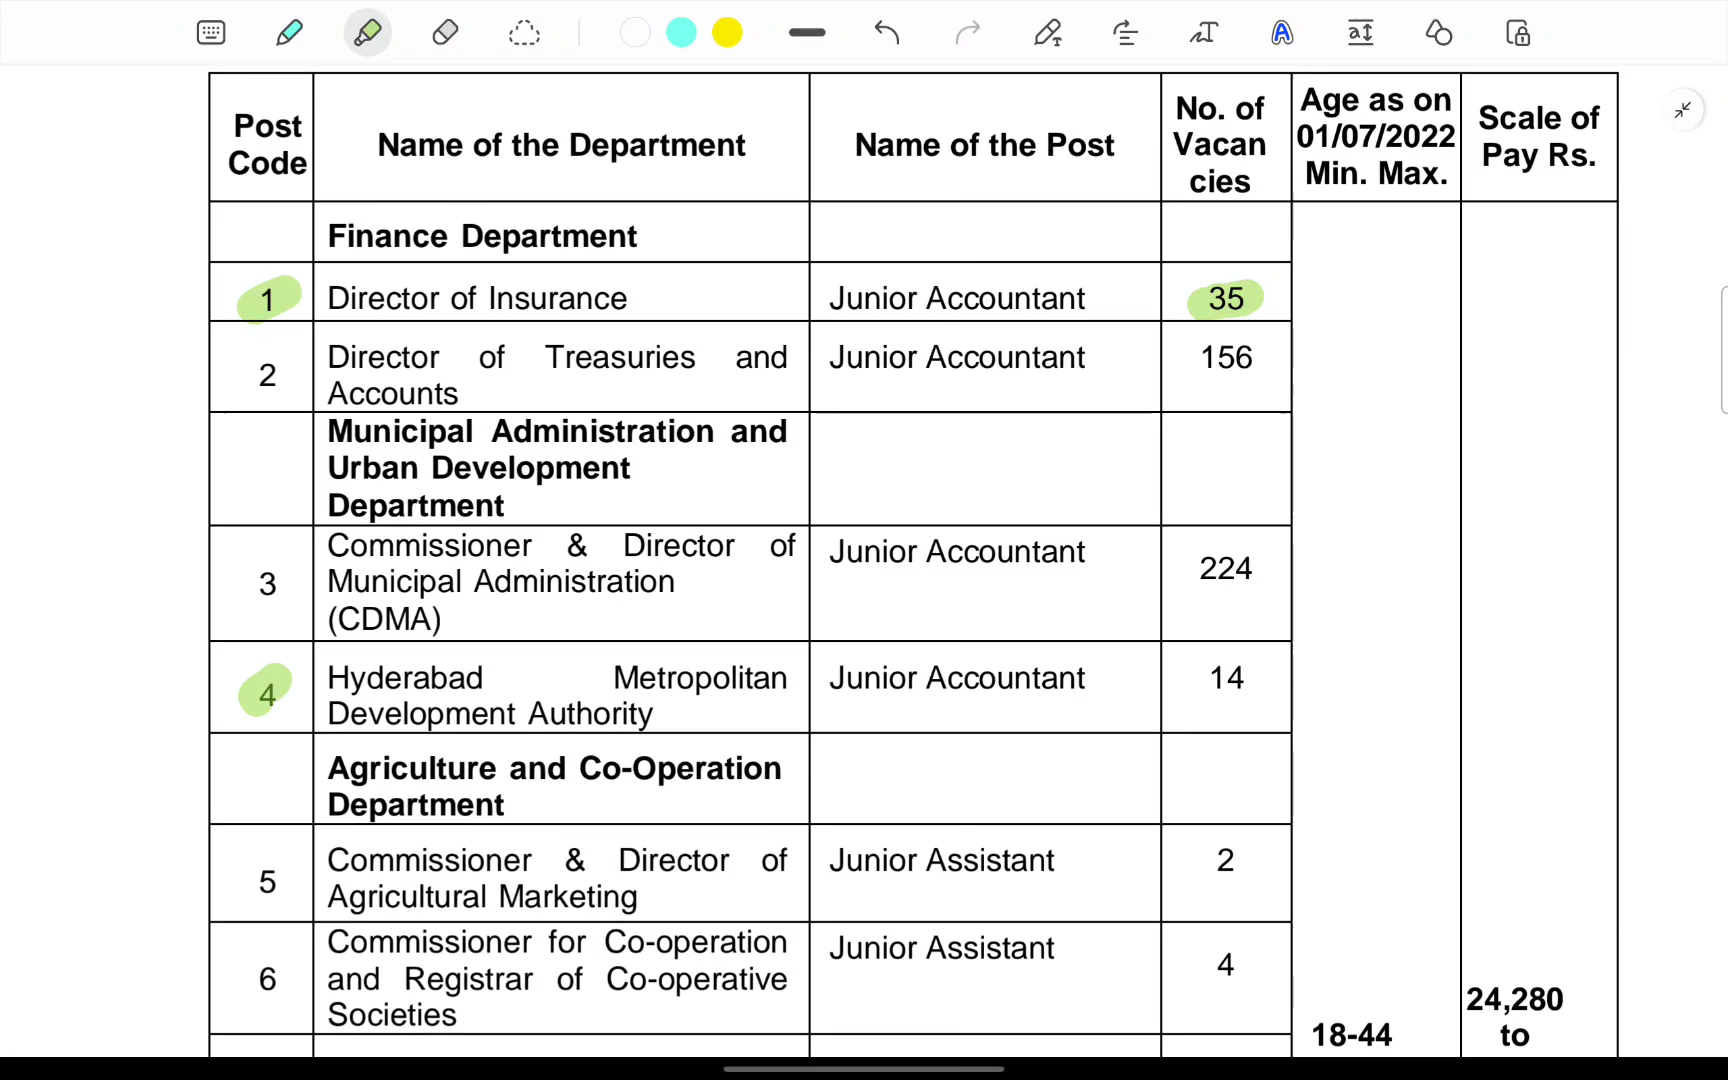 Post
Code
Name of the Department
Name of the Post
No. of
Vacan
cies
Age as on
01/07/2022
Min. Max.
Scale of
Pay Rs.
Finance Department
1
Director of Insurance
Junior Accountant
35
2
Director of Treasuries and
Accounts
Junior Accountant
156
Municipal Administration and
Urban Development
Department
3
Commissioner & Director of
Municipal Administration
(CDMA)
Junior Accountant
224
4
Hyderabad Metropolitan
Development Authority
Junior Accountant
14
Agriculture and Co-Operation
Department
5
Commissioner & Director of
Agricultural Marketing
Junior Assistant
2
6
Commissioner for Co-operation
and Registrar of Co-operative
Societies
Junior Assistant
4
18-44
24,280
to